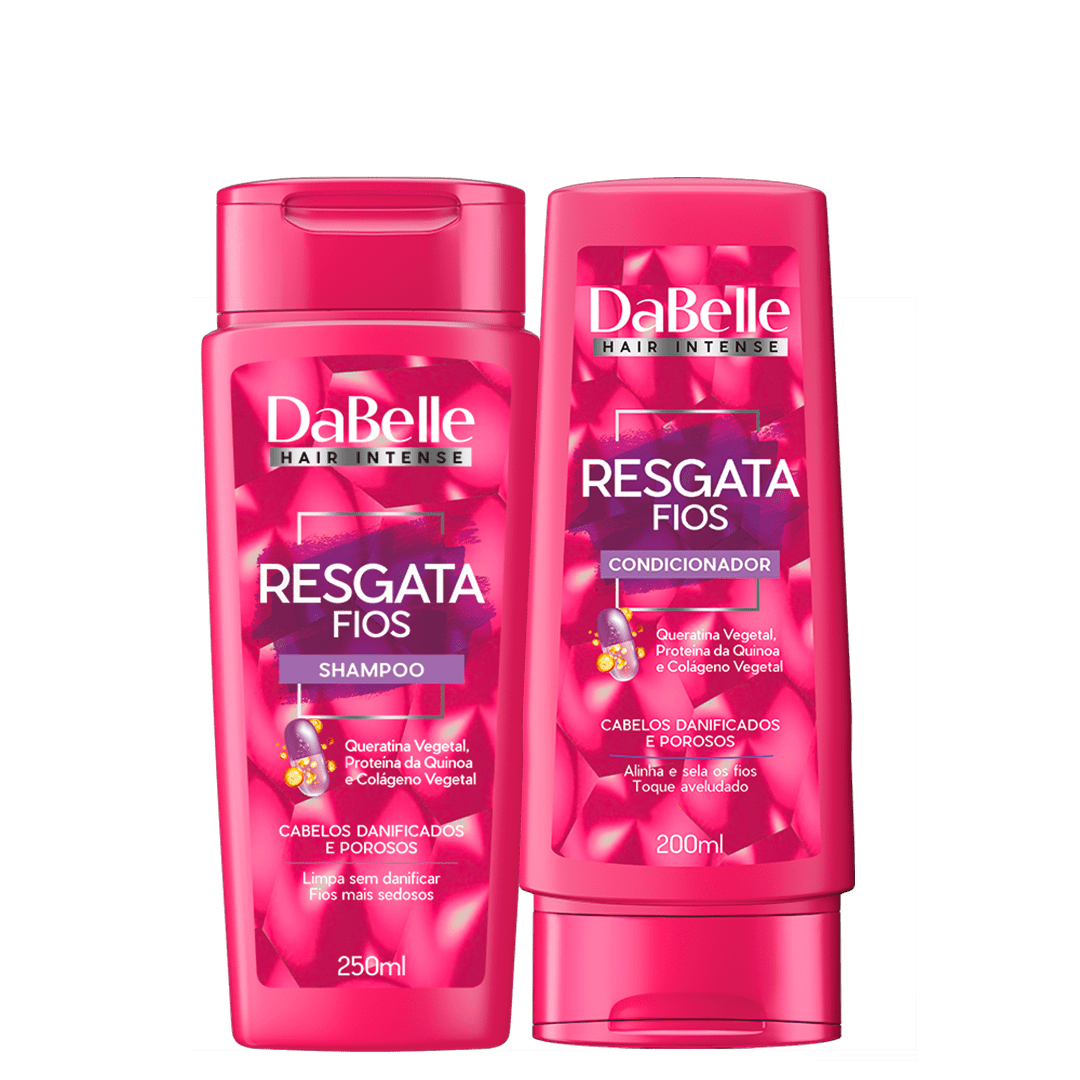 DaBelle
HAIR INTENSE
RESGATA
FIOS
SHAMPOO
Queratina Vegetal,
Proteína da Quinoa
e Colágeno Vegetal
CABELOS DANIFICADOS
E POROSOS
Limpa sem danificar
Fios mais sedosos
250ml
DaBelle
HAIR INTENSE
RESGATA
FIOS
CONDICIONADOR
Queratina Vegetal,
Proteína da Quinoa
e Colágeno Vegetal
CABELOS DANIFICADOS
E POROSOS
Alinha e sela os fios
Toque aveludado
200ml